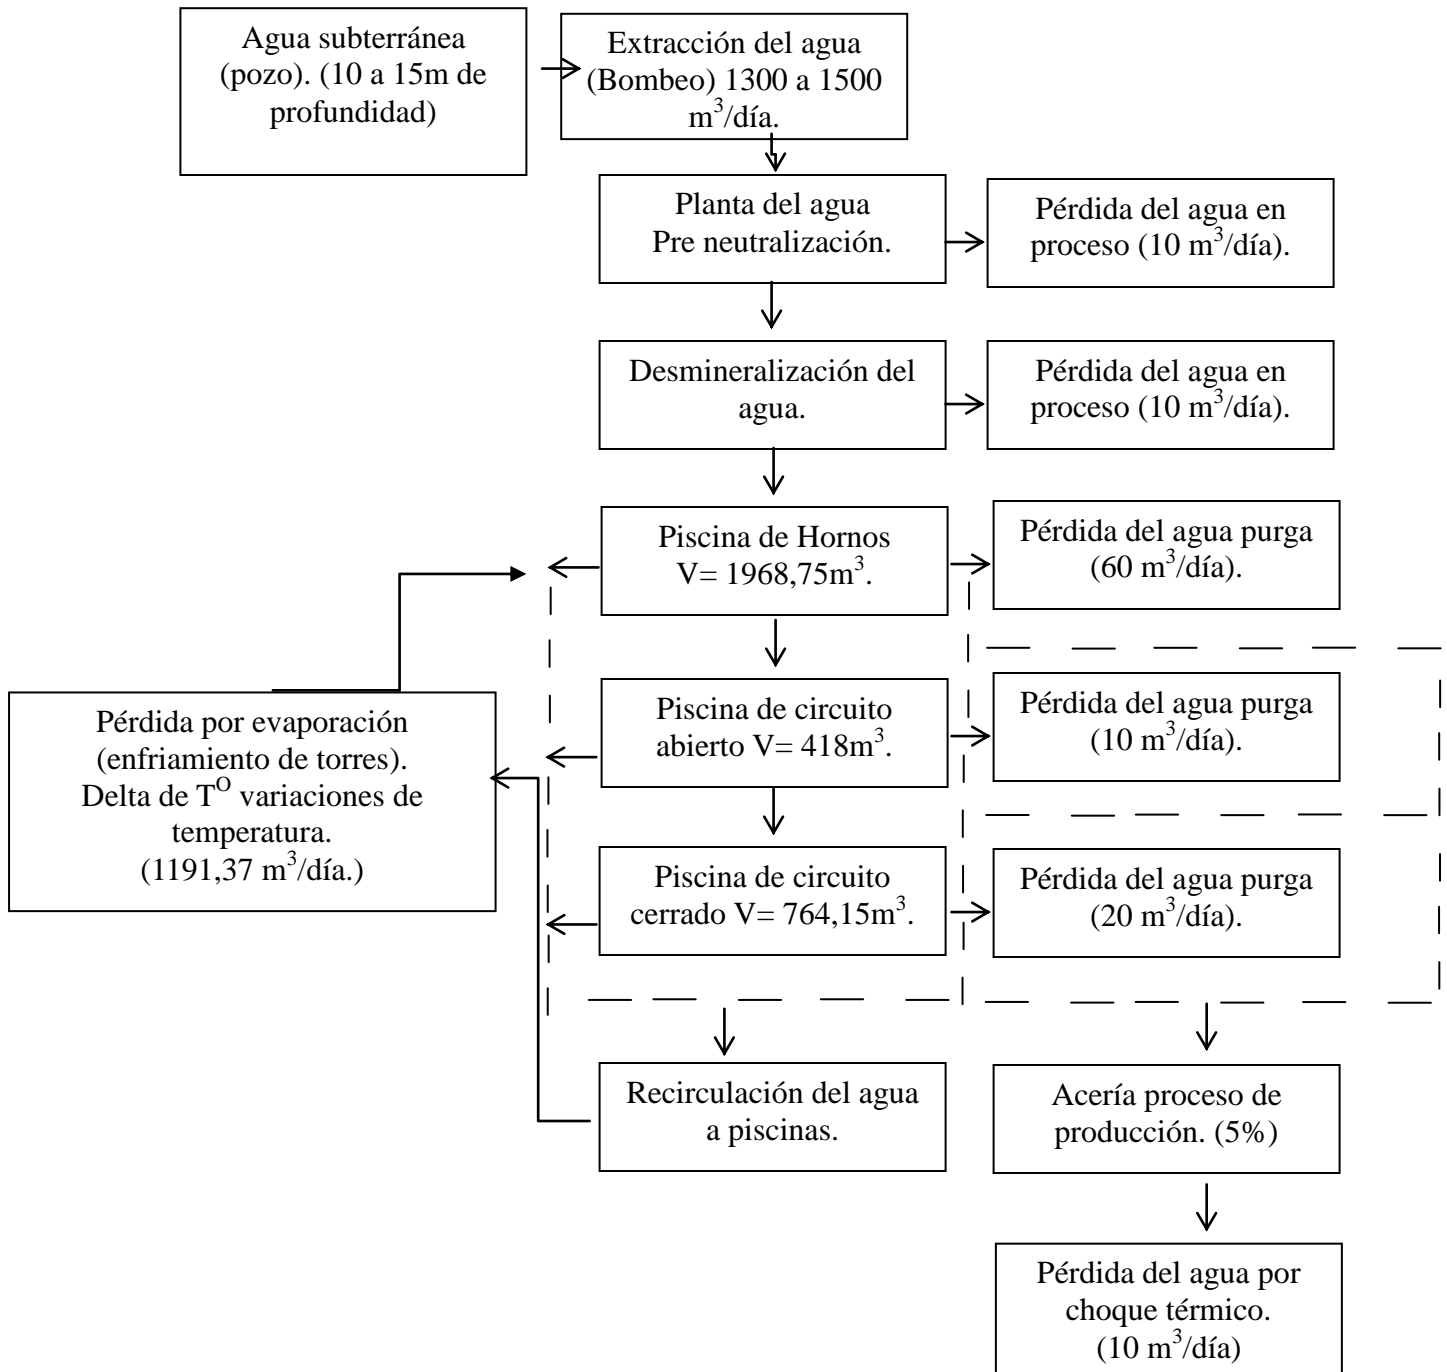 Agua subterránea
(pozo). (10 a 15m de
profundidad)
Extracción del agua
(Bombeo) 1300 a 1500
m³/día.
Planta del agua
Pre neutralización.
Pérdida del agua en
proceso (10 m³/día).
Desmineralización del
agua.
Pérdida del agua en
proceso (10 m³/día).
Piscina de Hornos
V= 1968,75m³.
Pérdida del agua purga
(60 m³/día).
Piscina de circuito
abierto V= 418m³.
Pérdida del agua purga
(10 m³/día).
Pérdida por evaporación
(enfriamiento de torres).
Delta de Tᴼ variaciones de
temperatura.
(1191,37 m³/día.)
Piscina de circuito
cerrado V= 764,15m³.
Pérdida del agua purga
(20 m³/día).
Recirculación del agua
a piscinas.
Acería proceso de
producción. (5%)
Pérdida del agua por
choque térmico.
(10 m³/día)